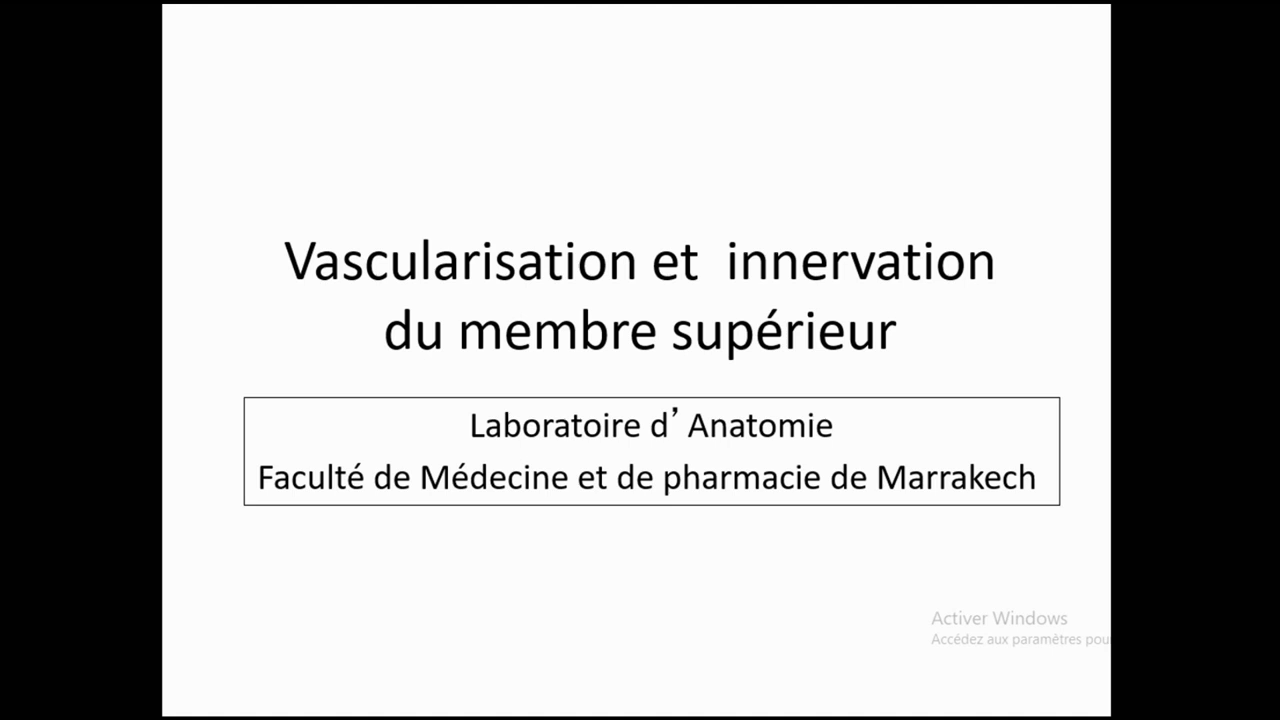 Vascularisation et innervation
du membre supérieur
Laboratoire d’ Anatomie
Faculté de Médecine et de pharmacie de Marrakech
Activer Windows
Accédez aux paramètres pou